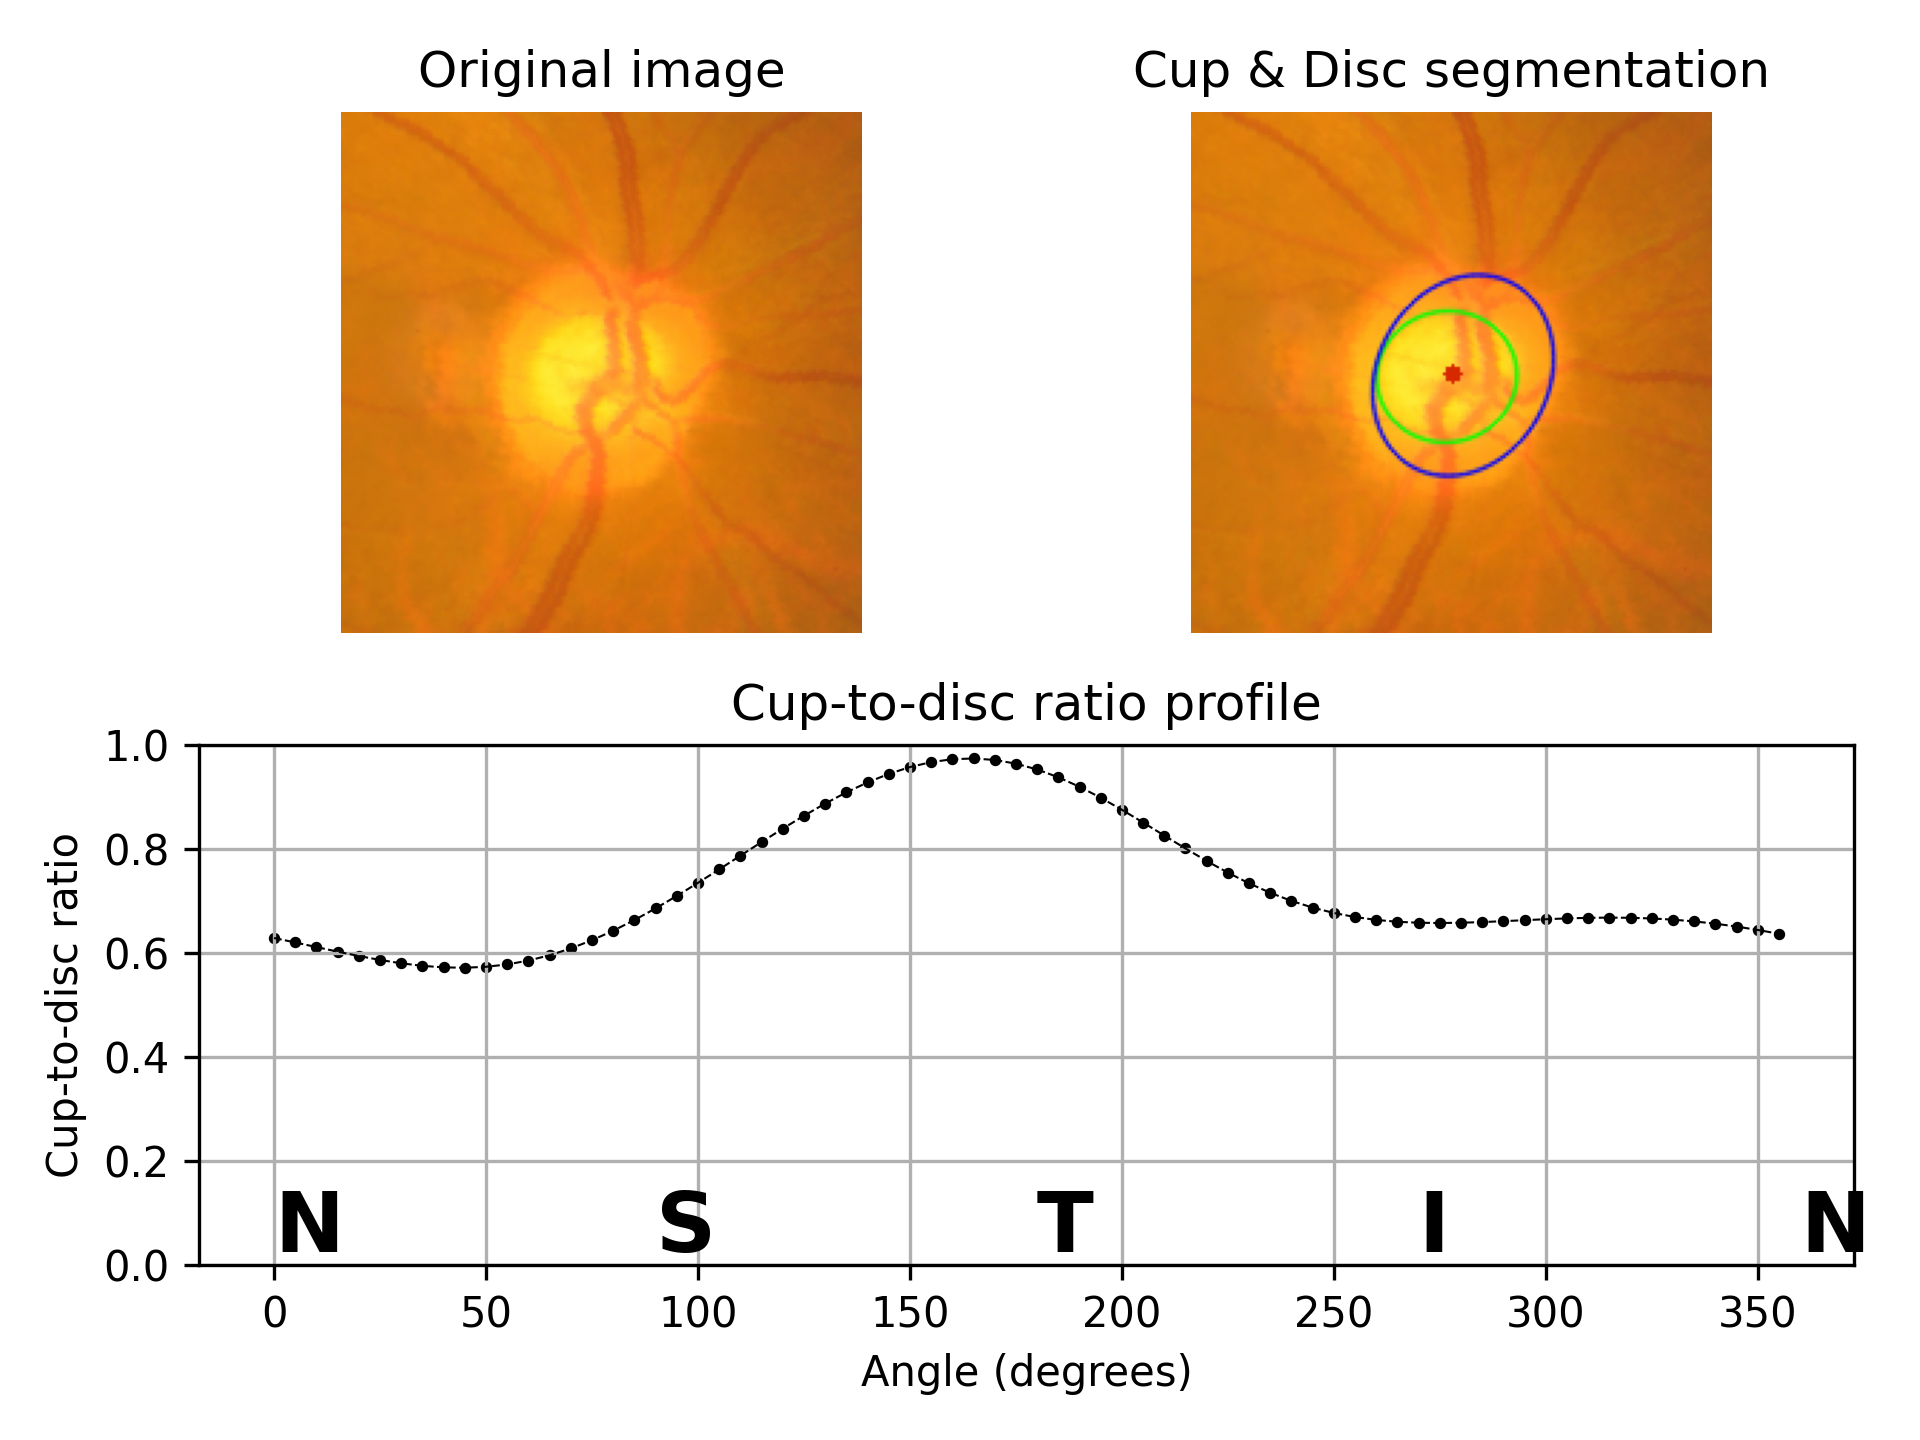 Original image
Cup & Disc segmentation
Cup-to-disc ratio profile
1.0
0.8
0.6
0.4
0.2
0.0
Cup-to-disc ratio
N S T I N
0 50 100 150 200 250 300 350
Angle (degrees)